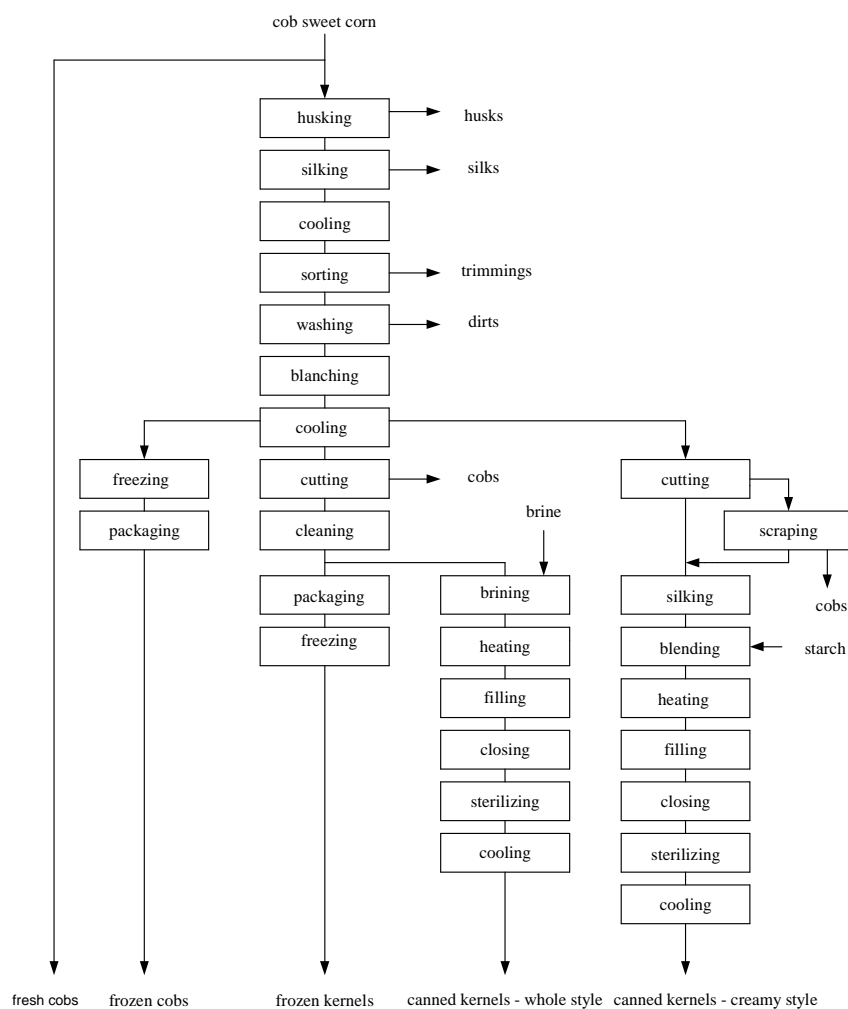 cob sweet corn
husking
husks
silking
silks
cooling
sorting
trimmings
washing
dirts
blanching
cooling
freezing
cutting
cobs
cutting
packaging
cleaning
brine
scraping
packaging
brining
silking
cobs
freezing
heating
blending
starch
filling
heating
closing
filling
sterilizing
closing
cooling
sterilizing
cooling
fresh cobs
frozen cobs
frozen kernels
canned kernels - whole style
canned kernels - creamy style